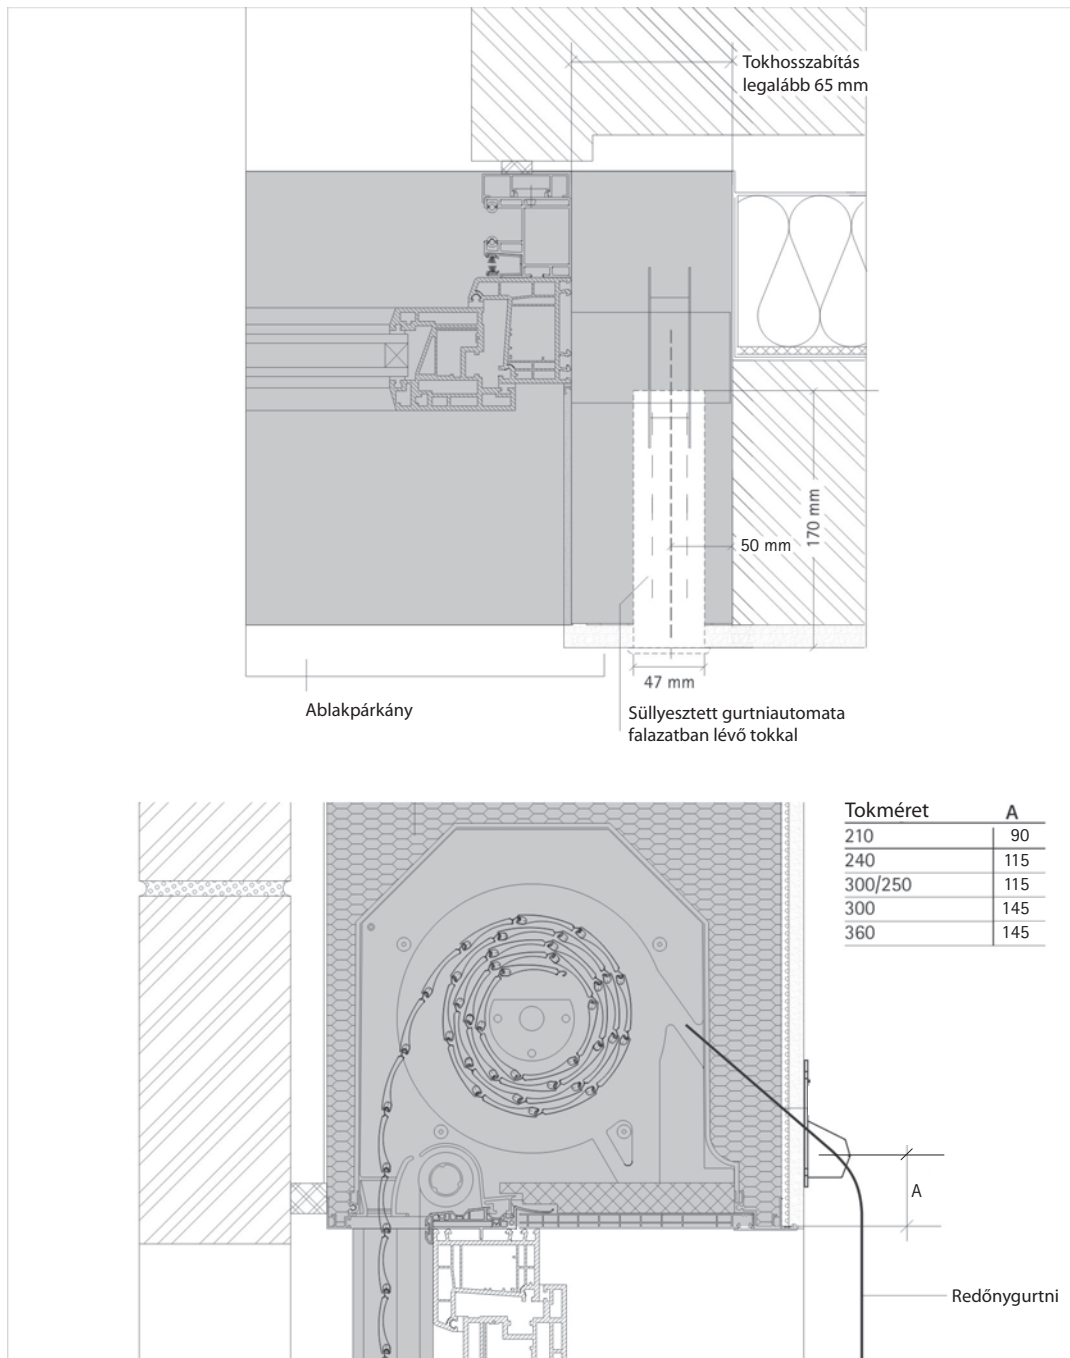 Tokhosszabítás
legalább 65 mm
170 mm
50 mm
47 mm
Ablakpárkány
Süllyesztett gurtniautomata
falazatban lévő tokkal
Tokméret A
210 90
240 115
300/250 115
300 145
360 145
A
Redőnygurtni